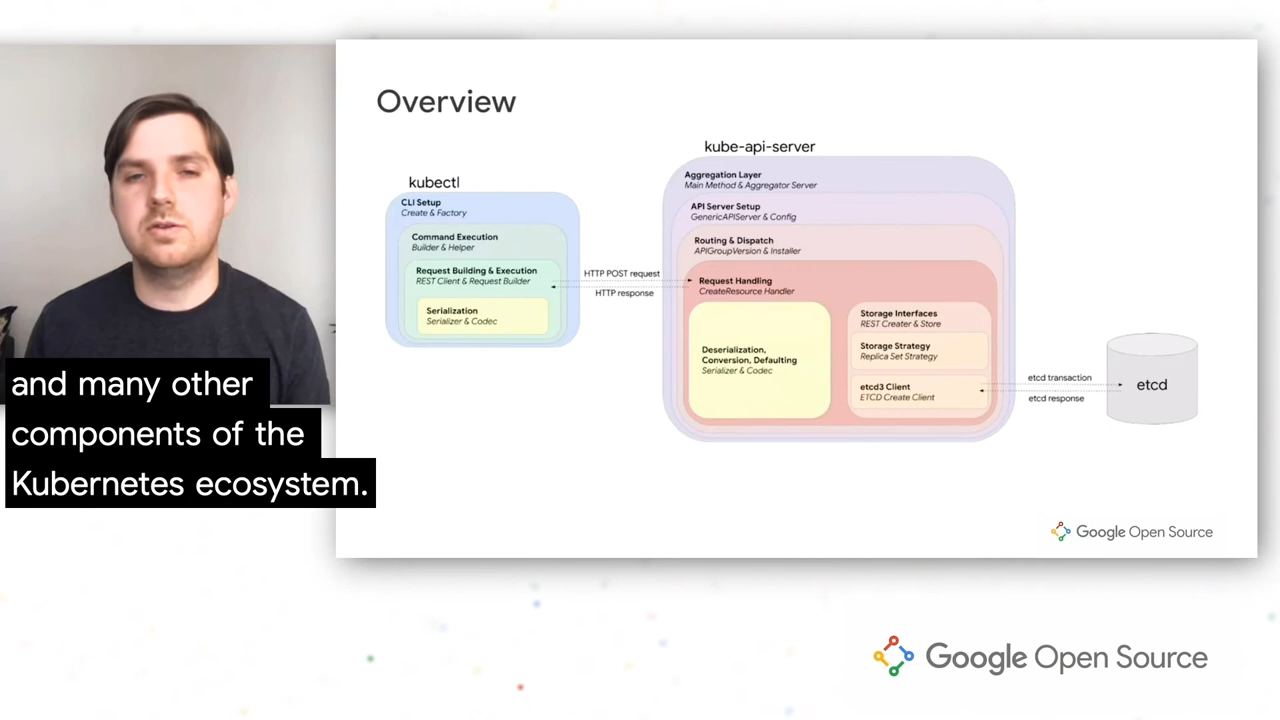 Overview
kubectl
CLI Setup
Create & Factory
Command Execution
Builder & Helper
Request Building & Execution
REST Client & Request Builder
Serialization
Serializer & Codec
HTTP POST request
HTTP response
kube-api-server
Aggregation Layer
Main Method & Aggregator Server
API Server Setup
GenericAPIServer & Config
Routing & Dispatch
APIGroupVersion & Installer
Request Handling
CreateResource Handler
Deserialization,
Conversion, Defaulting
Serializer & Codec
Storage Interfaces
REST Creater & Store
Storage Strategy
Replica Set Strategy
etcd3 Client
ETCD Create Client
etcd transaction
etcd response
etcd
and many other
components of the
Kubernetes ecosystem.
Google Open Source
Google Open Source